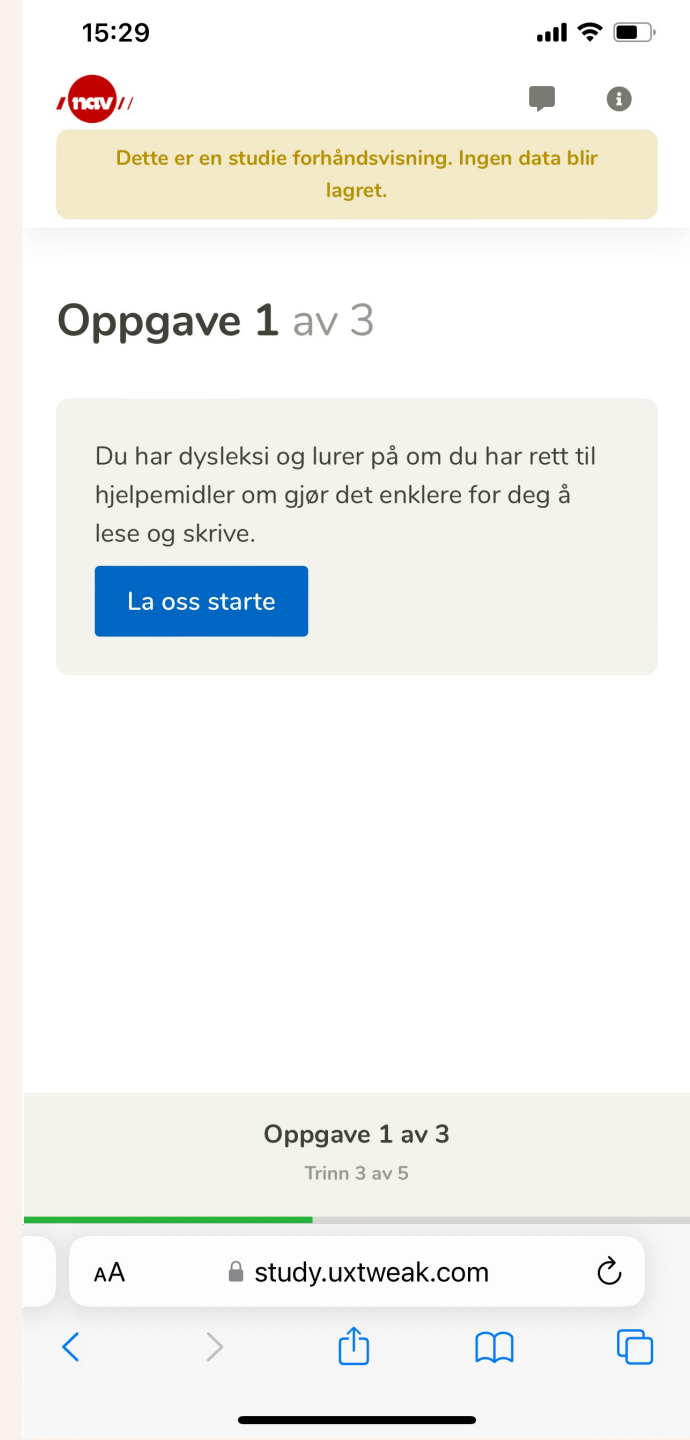 15:29
nav
Dette er en studie forhåndsvisning. Ingen data blir
lagret.
Oppgave 1 av 3
Du har dysleksi og lurer på om du har rett til
hjelpemidler om gjør det enklere for deg å
lese og skrive.
La oss starte
Oppgave 1 av 3
Trinn 3 av 5
AA study.uxtweak.com